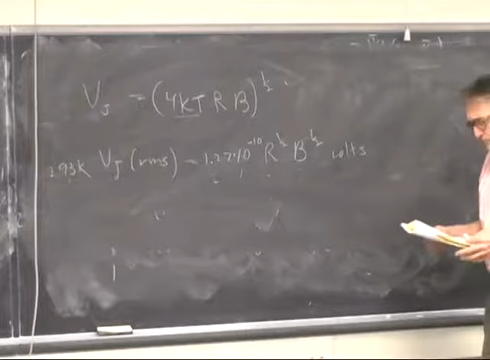 V_J = (4kTRB)^½
293K V_J (rms) = 1.27×10^-10 R^½ B^½ volts